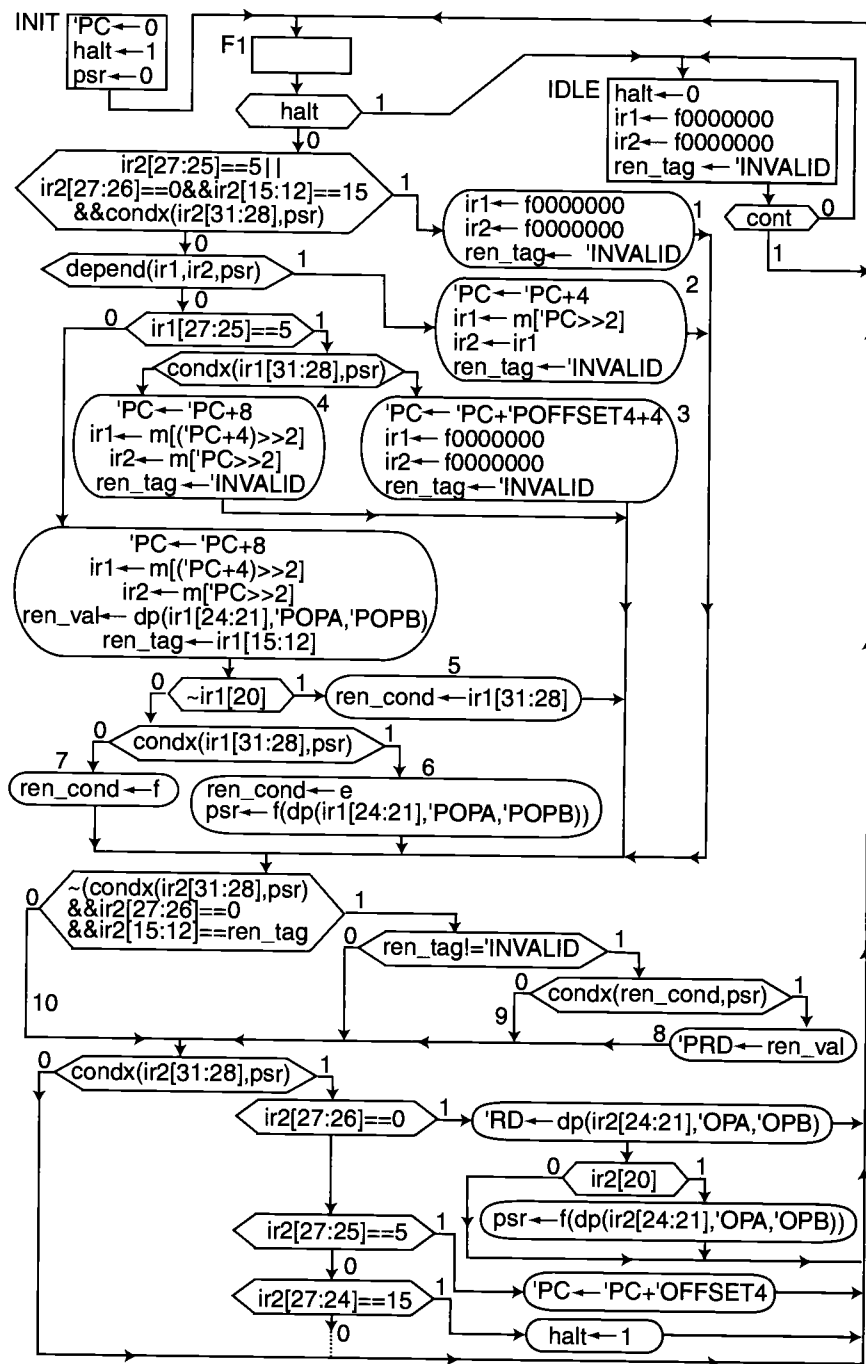 INIT
'PC←0
halt←1
psr←0
F1
halt
1
0
IDLE
halt←0
ir1←f0000000
ir2←f0000000
ren_tag←'INVALID
cont
0
1
ir2[27:25]==5||
ir2[27:26]==0&&ir2[15:12]==15
&&condx(ir2[31:28],psr)
1
0
ir1←f0000000
ir2←f0000000
ren_tag←'INVALID
1
depend(ir1,ir2,psr)
1
0
'PC←'PC+4
ir1←m['PC>>2]
ir2←ir1
ren_tag←'INVALID
2
0
ir1[27:25]==5
1
condx(ir1[31:28],psr)
'PC←'PC+8
ir1←m[('PC+4)>>2]
ir2←m['PC>>2]
ren_tag←'INVALID
4
'PC←'PC+'POFFSET4+4
ir1←f0000000
ir2←f0000000
ren_tag←'INVALID
3
'PC←'PC+8
ir1←m[('PC+4)>>2]
ir2←m['PC>>2]
ren_val←dp(ir1[24:21],'POPA,'POPB)
ren_tag←ir1[15:12]
0
~ir1[20]
1
5
ren_cond←ir1[31:28]
0
condx(ir1[31:28],psr)
1
7
ren_cond←f
6
ren_cond←e
psr←f(dp(ir1[24:21],'POPA,'POPB))
0
~(condx(ir2[31:28],psr)
&&ir2[27:26]==0
&&ir2[15:12]==ren_tag
1
0
ren_tag!='INVALID
1
0
condx(ren_cond,psr)
1
10
9
8
'PRD←ren_val
0
condx(ir2[31:28],psr)
1
ir2[27:26]==0
1
'RD←dp(ir2[24:21],'OPA,'OPB)
0
ir2[20]
1
psr←f(dp(ir2[24:21],'OPA,'OPB))
ir2[27:25]==5
1
0
'PC←'PC+'OFFSET4
ir2[27:24]==15
1
0
halt←1